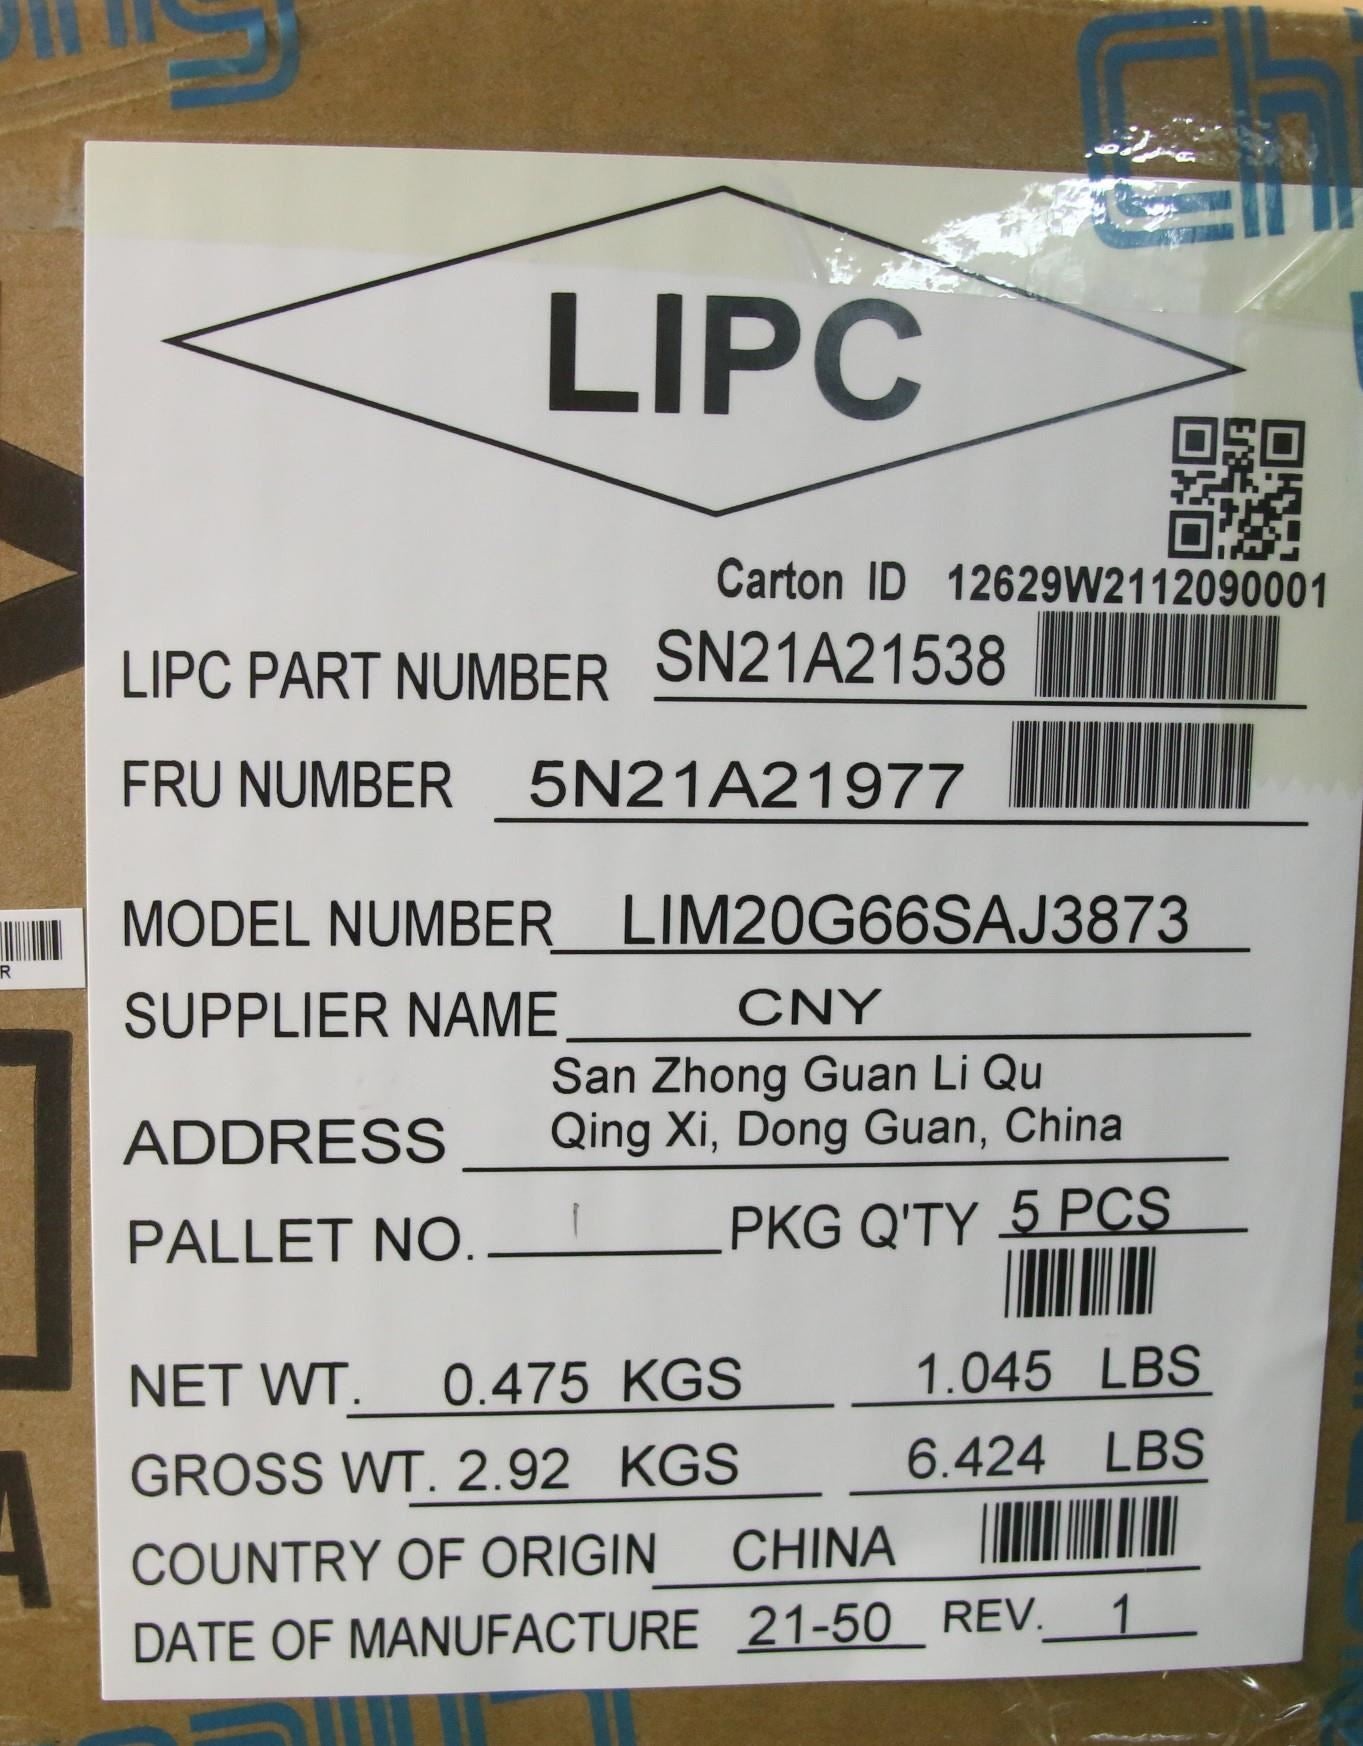 LIPC
Carton ID 12629W2112090001
LIPC PART NUMBER SN21A21538
FRU NUMBER 5N21A21977
MODEL NUMBER LIM20G66SAJ3873
SUPPLIER NAME CNY
San Zhong Guan Li Qu
ADDRESS Qing Xi, Dong Guan, China
PALLET NO. 1 PKG Q'TY 5 PCS
NET WT. 0.475 KGS 1.045 LBS
GROSS WT. 2.92 KGS 6.424 LBS
COUNTRY OF ORIGIN CHINA
DATE OF MANUFACTURE 21-50 REV. 1